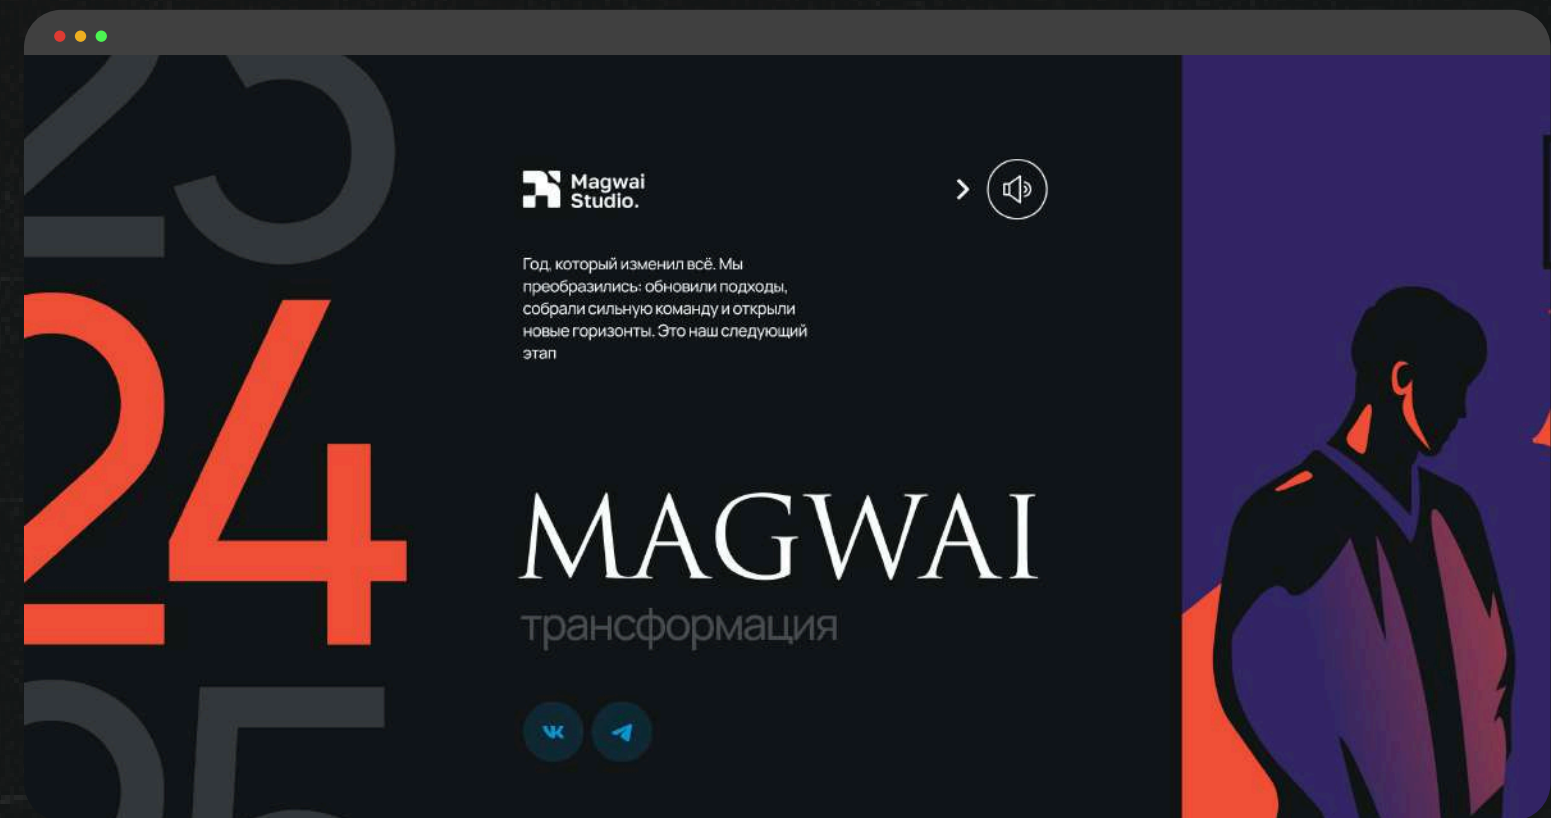 23
24
25
Magwai
Studio.
Год, который изменил всё. Мы
преобразились: обновили подходы,
собрали сильную команду и открыли
новые горизонты. Это наш следующий
этап
MAGWAI
трансформация